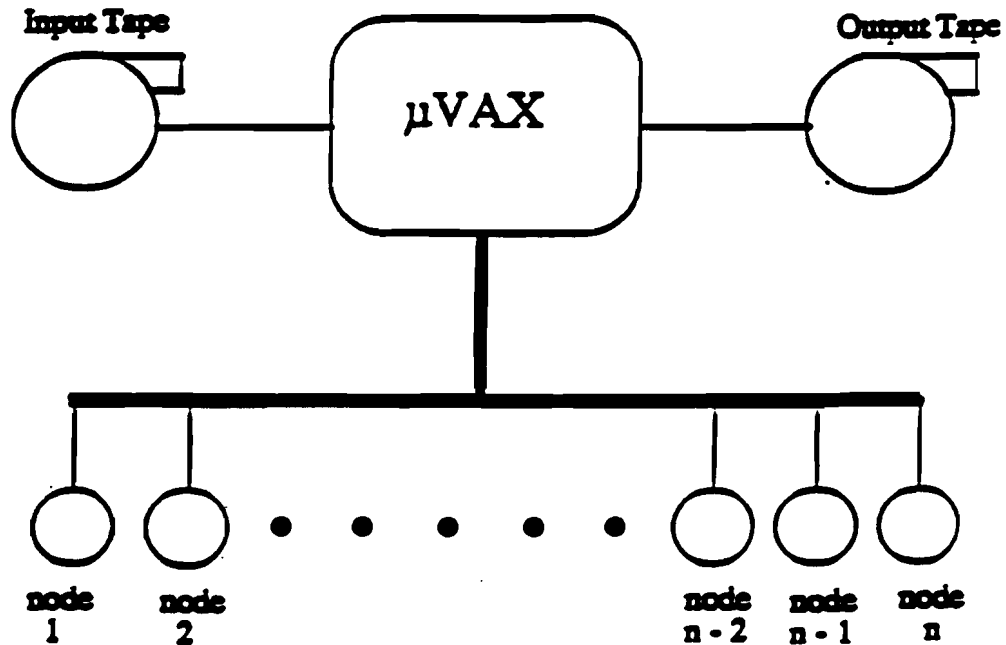 Input Tape
Output Tape
µVAX
node
1
node
2
node
n - 2
node
n - 1
node
n